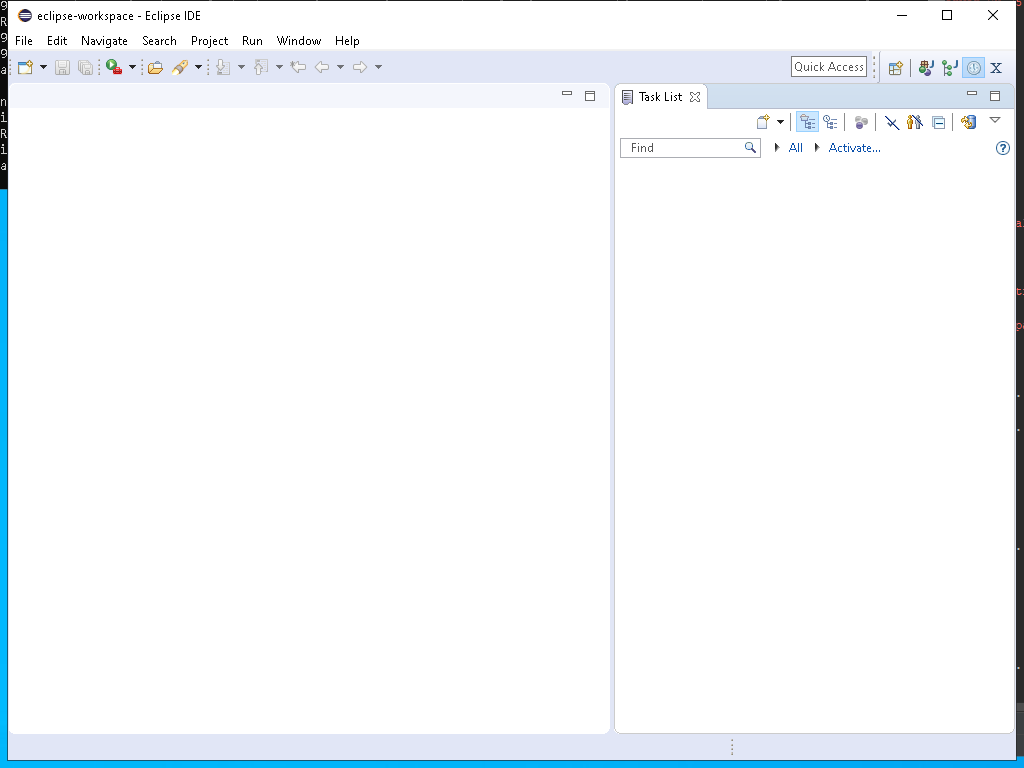 eclipse-workspace - Eclipse IDE
File Edit Navigate Search Project Run Window Help
Quick Access
Task List
Find All Activate...